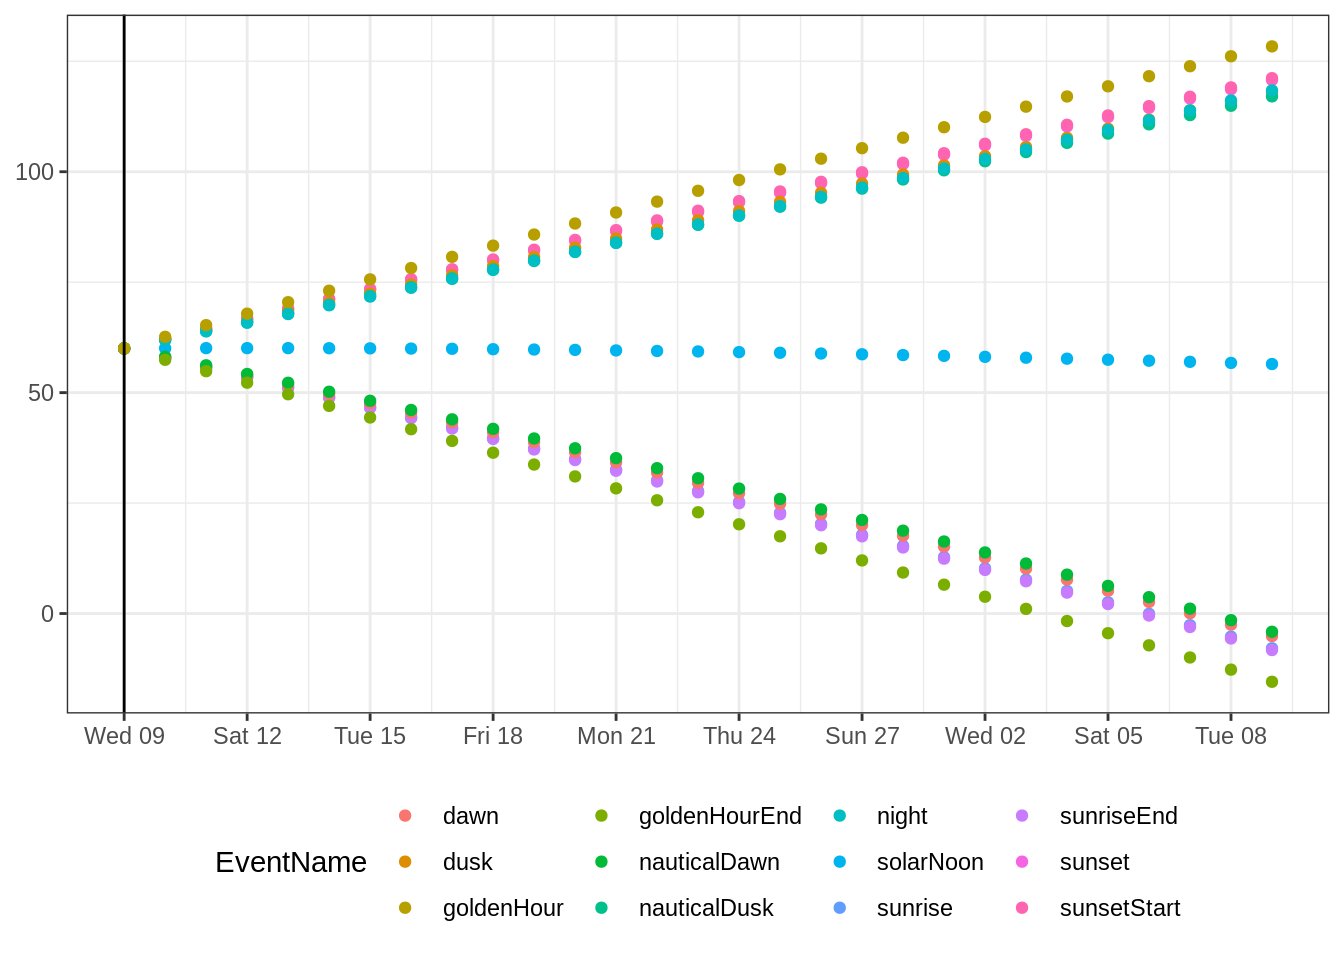 100
50
0
Wed 09 Sat 12 Tue 15 Fri 18 Mon 21 Thu 24 Sun 27 Wed 02 Sat 05 Tue 08
EventName
dawn goldenHourEnd night sunriseEnd
dusk nauticalDawn solarNoon sunset
goldenHour nauticalDusk sunrise sunsetStart